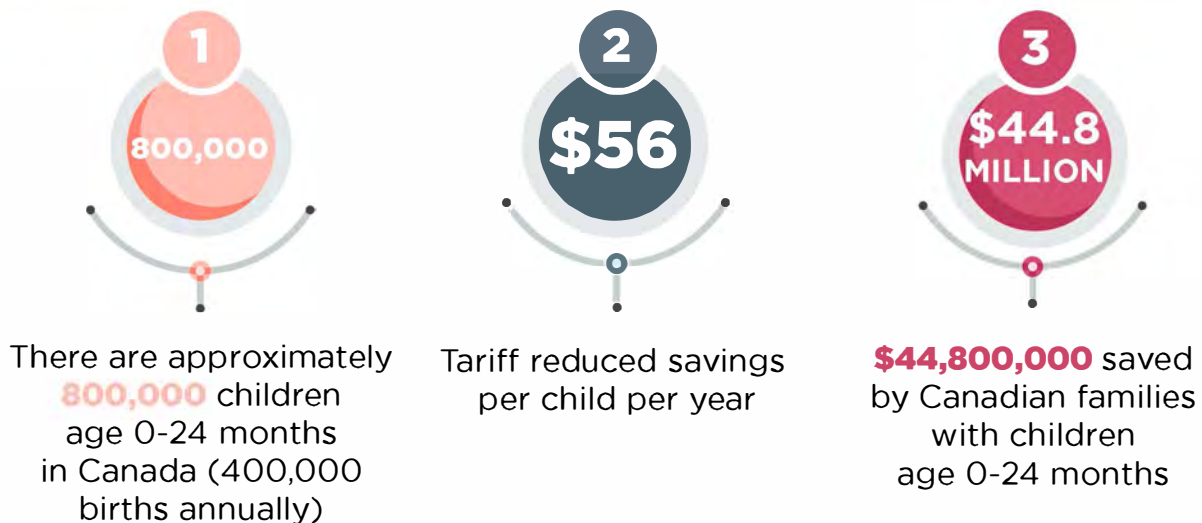 1
800,000
There are approximately
800,000 children
age 0-24 months
in Canada (400,000
births annually)
2
$56
Tariff reduced savings
per child per year
3
$44.8
MILLION
$44,800,000 saved
by Canadian families
with children
age 0-24 months